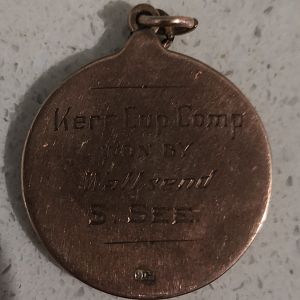 Kerr Cup Comp
WON BY
Wallsend
S. GEE.